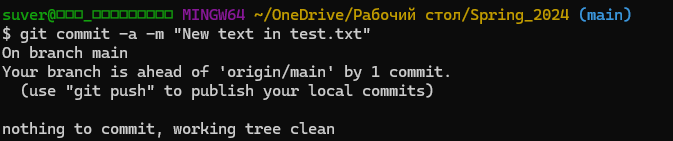 suver@□□□_□□□□□□□□□ MINGW64 ~/OneDrive/Рабочий стол/Spring_2024 (main)
$ git commit -a -m "New text in test.txt"
On branch main
Your branch is ahead of 'origin/main' by 1 commit.
  (use "git push" to publish your local commits)

nothing to commit, working tree clean